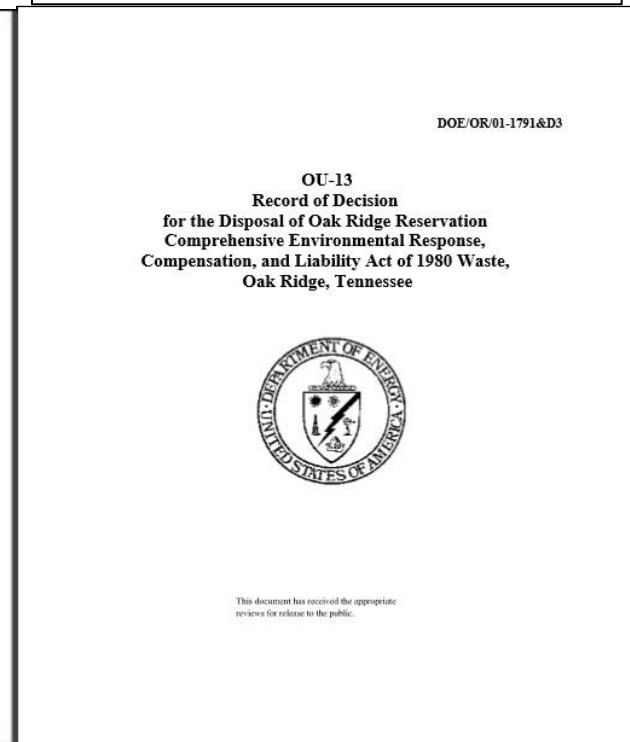 DOE/OR/01-1791&D3
OU-13
Record of Decision
for the Disposal of Oak Ridge Reservation
Comprehensive Environmental Response,
Compensation, and Liability Act of 1980 Waste,
Oak Ridge, Tennessee
DEPARTMENT OF ENERGY
UNITED STATES OF AMERICA
This document has received the appropriate
reviews for release to the public.